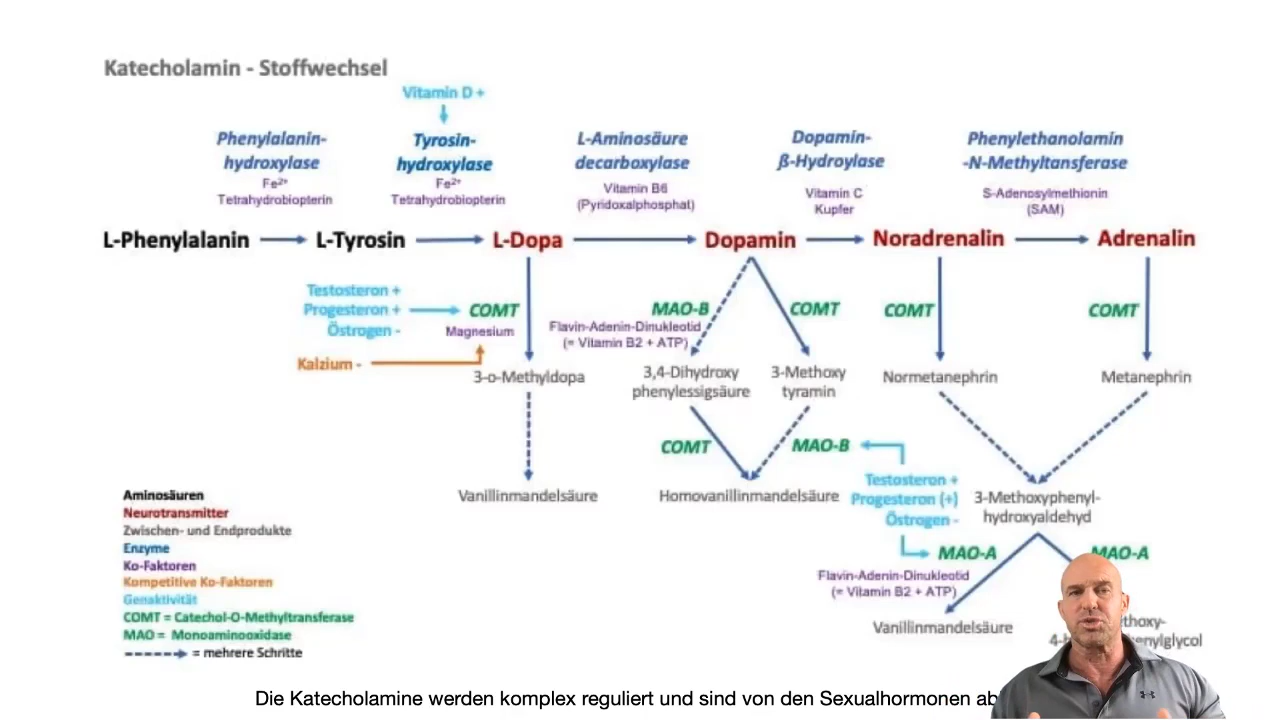 Katecholamin - Stoffwechsel
Vitamin D +
Phenylalanin-
hydroxylase
Fe²⁺
Tetrahydrobiopterin
Tyrosin-
hydroxylase
Fe²⁺
Tetrahydrobiopterin
L-Aminosäure
decarboxylase
Vitamin B6
(Pyridoxalphosphat)
Dopamin-
β-Hydroylase
Vitamin C
Kupfer
Phenylethanolamin
-N-Methyltansferase
S-Adenosylmethionin
(SAM)
L-Phenylalanin L-Tyrosin L-Dopa Dopamin Noradrenalin Adrenalin
Testosteron +
Progesteron +
Östrogen -
COMT
Magnesium
Kalzium -
MAO-B
Flavin-Adenin-Dinukleotid
(= Vitamin B2 + ATP)
COMT
COMT
COMT
3-o-Methyldopa
3,4-Dihydroxy
phenylessigsäure
3-Methoxy
tyramin
Normetanephrin
Metanephrin
COMT
MAO-B
Testosteron +
Progesteron (+)
Östrogen -
Vanillinmandelsäure
Homovanillinmandelsäure
3-Methoxyphenyl-
hydroxyaldehyd
MAO-A
MAO-A
Flavin-Adenin-Dinukleotid
(= Vitamin B2 + ATP)
Vanillinmandelsäure
Aminosäuren
Neurotransmitter
Zwischen- und Endprodukte
Enzyme
Ko-Faktoren
Kompetitive Ko-Faktoren
Genaktivität
COMT = Catechol-O-Methyltransferase
MAO = Monoaminooxidase
= mehrere Schritte
Die Katecholamine werden komplex reguliert und sind von den Sexualhormonen